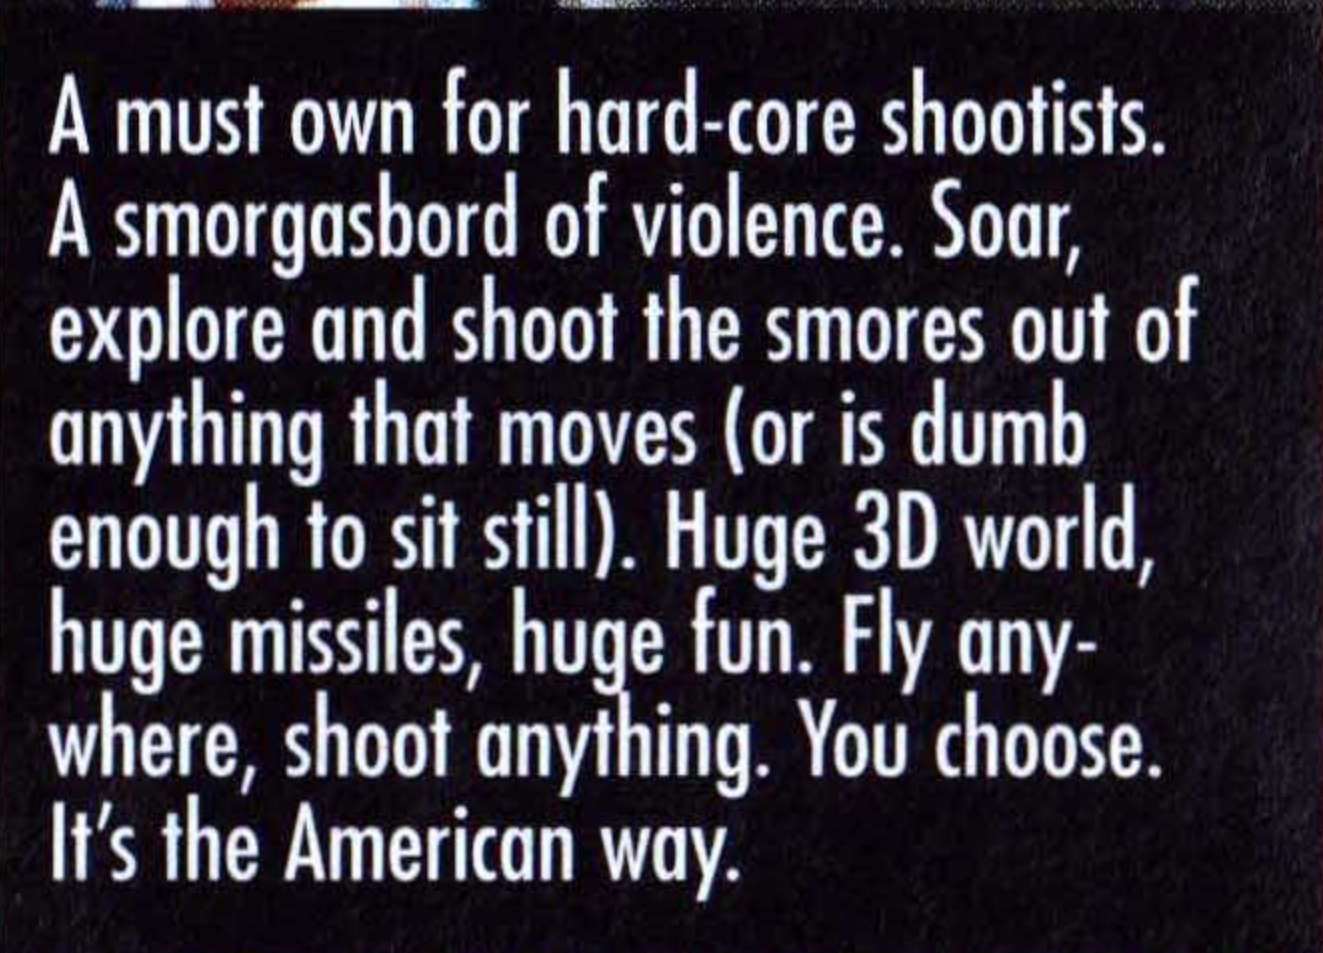 A must own for hard-core shootists.
A smorgasbord of violence. Soar,
explore and shoot the smores out of
anything that moves (or is dumb
enough to sit still). Huge 3D world,
huge missiles, huge fun. Fly any-
where, shoot anything. You choose.
It's the American way.